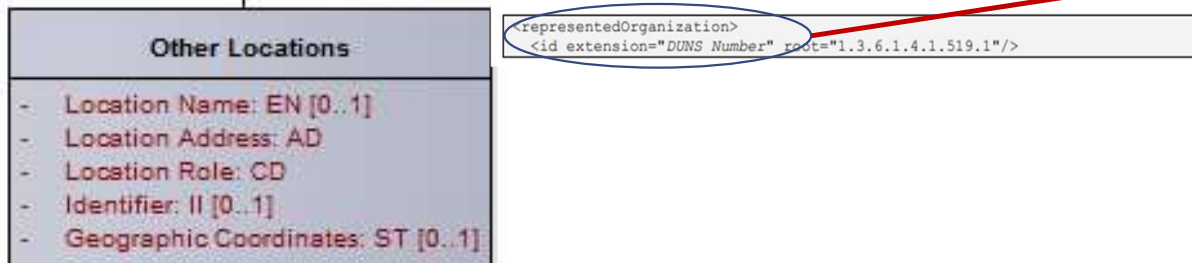 Other Locations
- Location Name: EN [0..1]
- Location Address: AD
- Location Role: CD
- Identifier: II [0..1]
- Geographic Coordinates: ST [0..1]
<representedOrganization>
<id extension="DUNS Number" root="1.3.6.1.4.1.519.1"/>